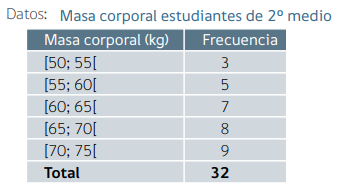 Datos: Masa corporal estudiantes de 2º medio
Masa corporal (kg) Frecuencia
[50; 55[ 3
[55; 60[ 5
[60; 65[ 7
[65; 70[ 8
[70; 75[ 9
Total 32